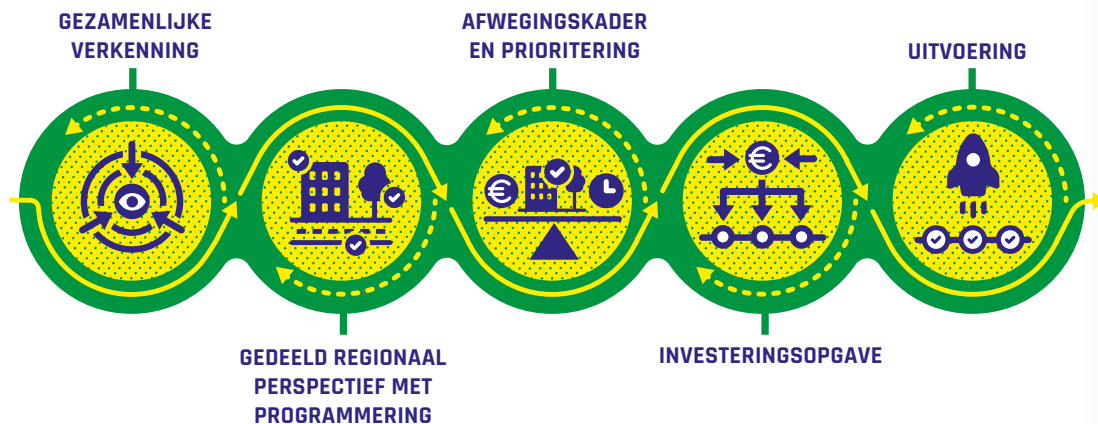 GEZAMENLIJKE
VERKENNING
GEDEELD REGIONAAL
PERSPECTIEF MET
PROGRAMMERING
AFWEGINGSKADER
EN PRIORITERING
INVESTERINGSOPGAVE
UITVOERING